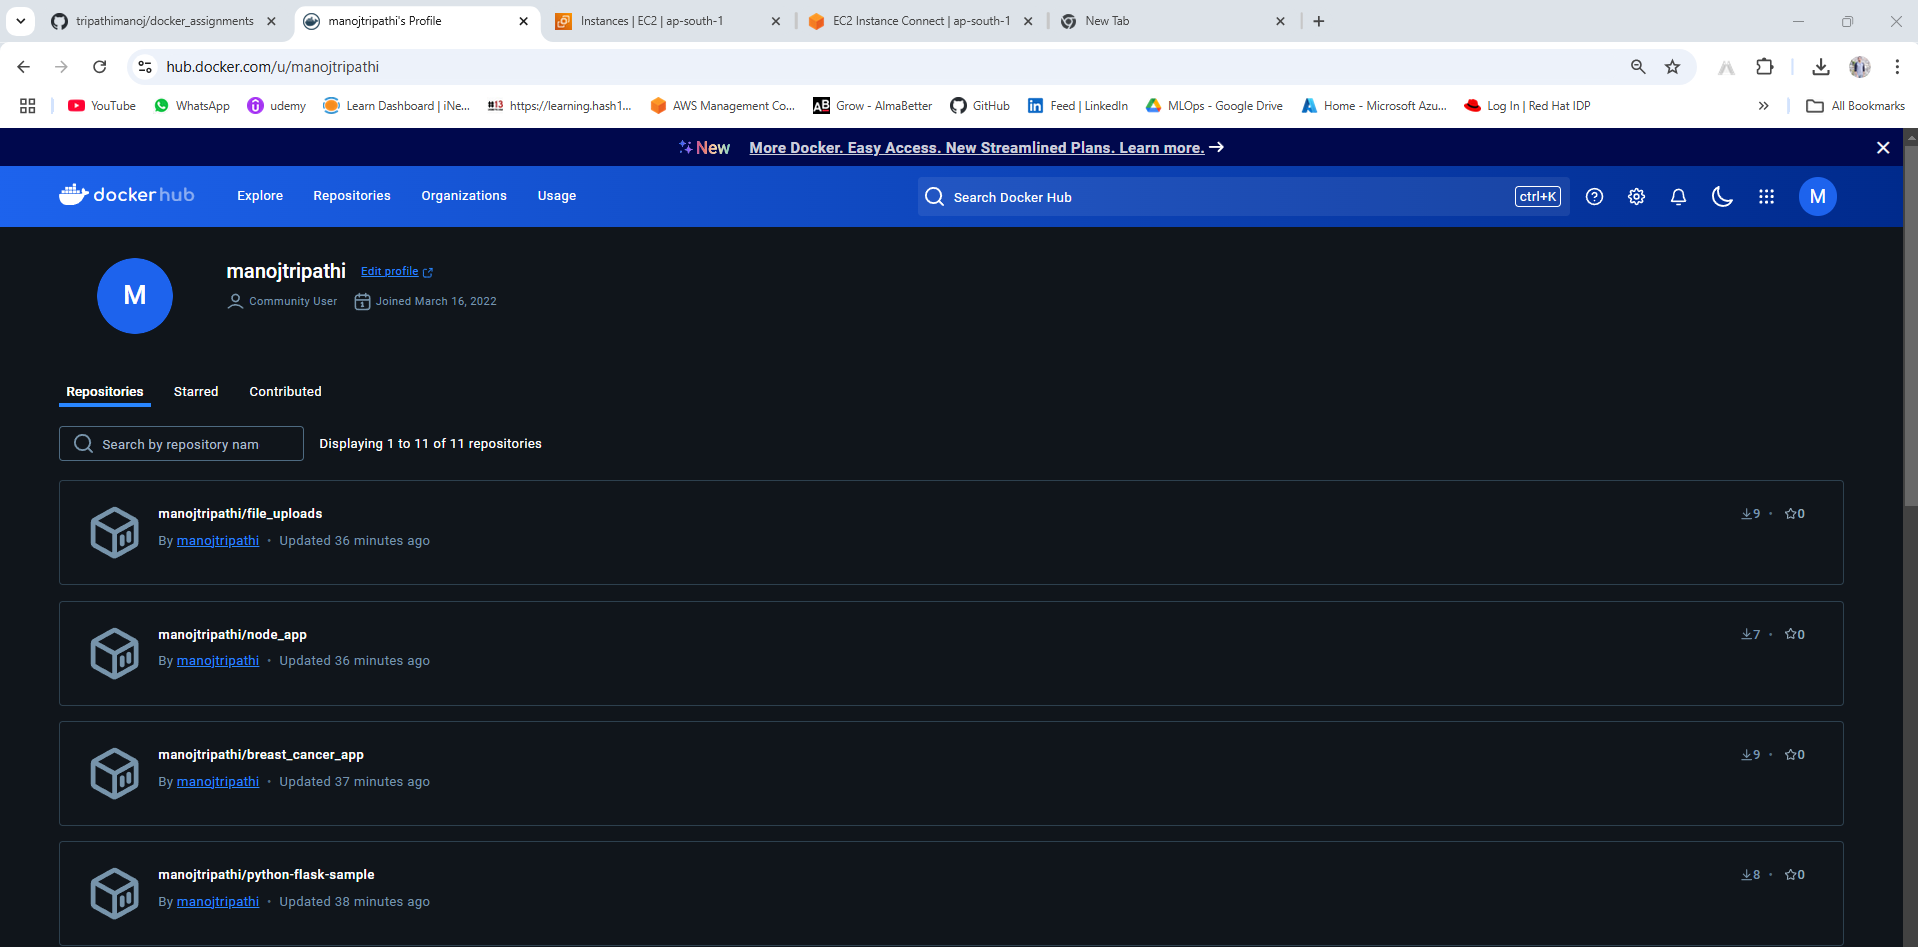 tripathimanoj/docker_assignments
manojtripathi's Profile
Instances | EC2 | ap-south-1
EC2 Instance Connect | ap-south-1
New Tab
hub.docker.com/u/manojtripathi
YouTube
WhatsApp
udemy
Learn Dashboard | iNe...
#13
https://learning.hash1...
AWS Management Co...
AB
Grow - AlmaBetter
GitHub
Feed | LinkedIn
MLOps - Google Drive
Home - Microsoft Azu...
Log In | Red Hat IDP
All Bookmarks
New
More Docker. Easy Access. New Streamlined Plans. Learn more. →
docker hub
Explore
Repositories
Organizations
Usage
Search Docker Hub
ctrl+K
M
M
manojtripathi
Edit profile
Community User
Joined March 16, 2022
Repositories
Starred
Contributed
Search by repository nam
Displaying 1 to 11 of 11 repositories
manojtripathi/file_uploads
9 • 0
By manojtripathi • Updated 36 minutes ago
manojtripathi/node_app
7 • 0
By manojtripathi • Updated 36 minutes ago
manojtripathi/breast_cancer_app
9 • 0
By manojtripathi • Updated 37 minutes ago
manojtripathi/python-flask-sample
8 • 0
By manojtripathi • Updated 38 minutes ago